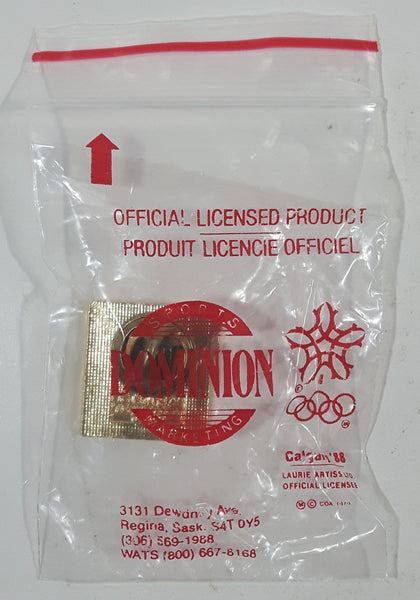 OFFICIAL LICENSED PRODUCT
PRODUIT LICENCIE OFFICIEL
SPORTS
DOMINION
MARKETING
Calgary '88
LAURIE ARTISS LTD
OFFICIAL LICENSEE
3131 Dewdney Ave,
Regina, Sask. S4T 0Y5
(306) 569-1988
WATS (800) 667-8168